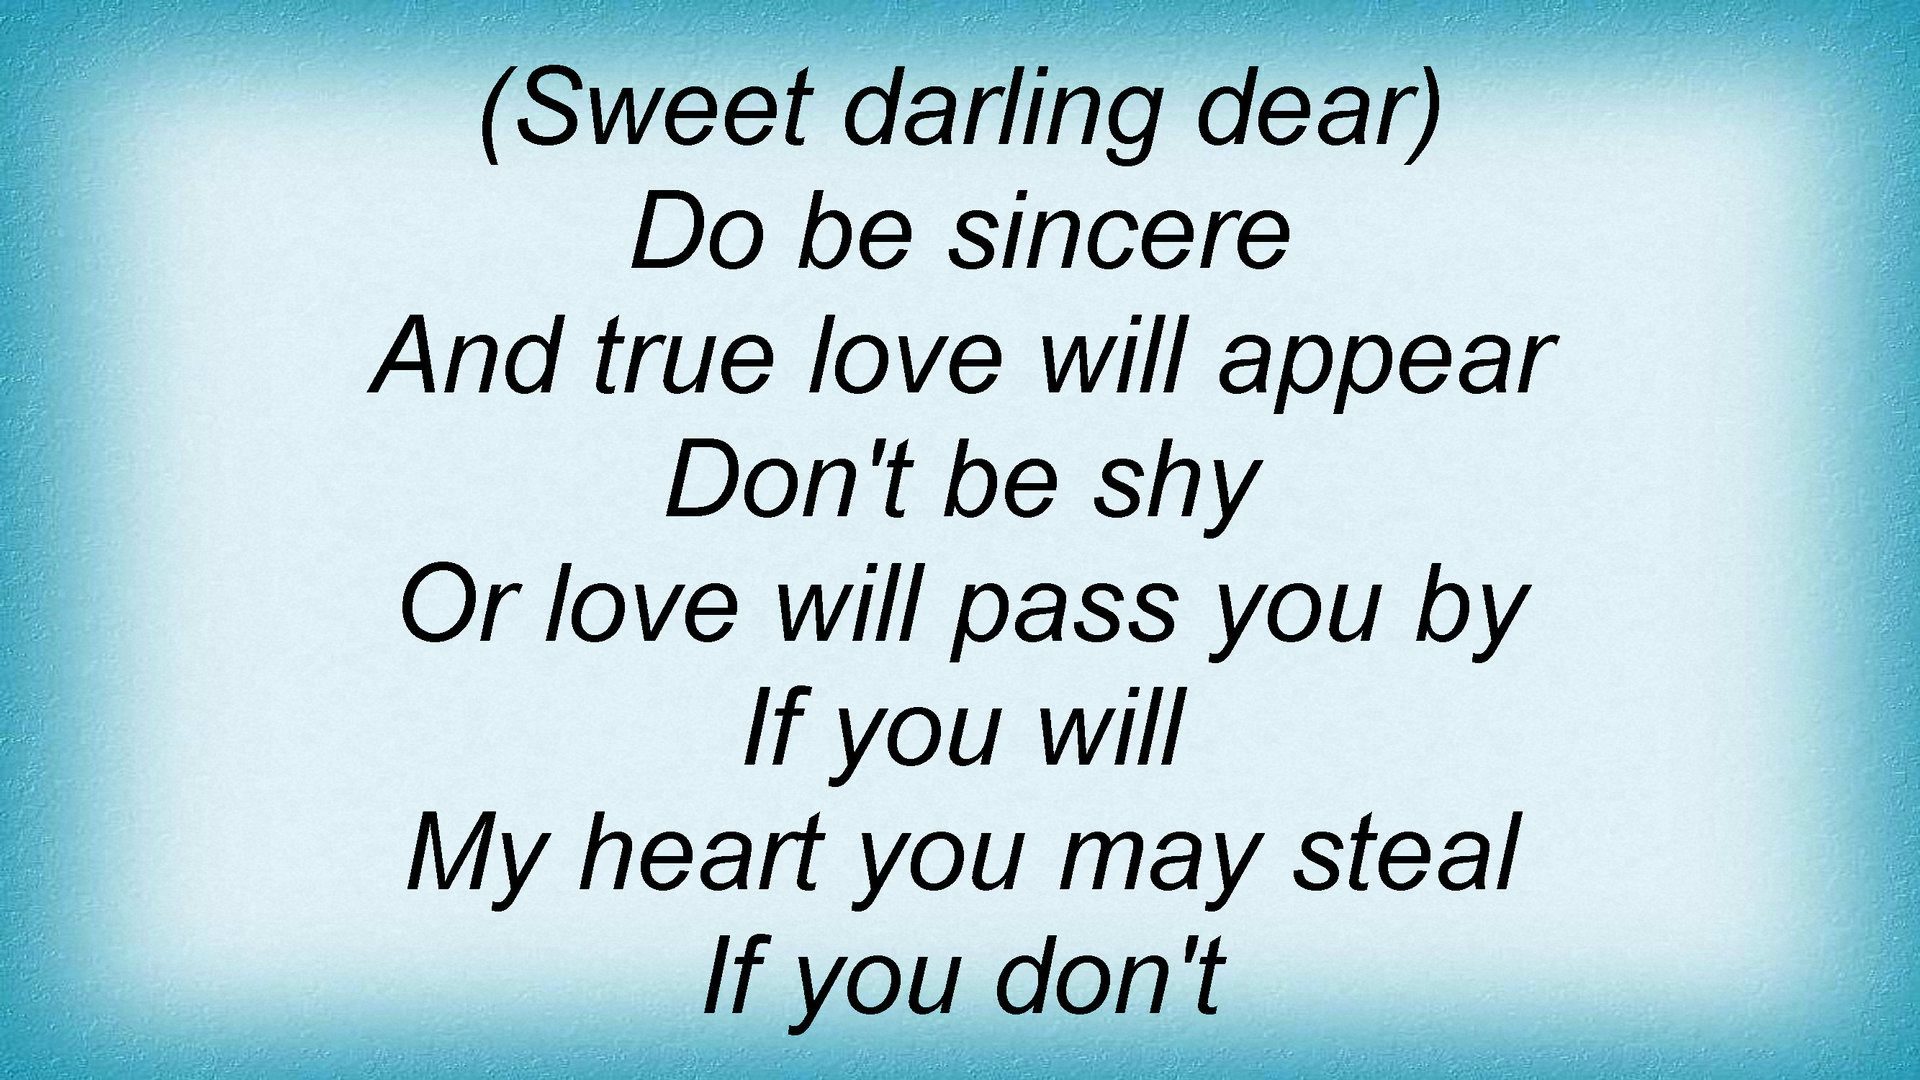 (Sweet darling dear)
Do be sincere
And true love will appear
Don't be shy
Or love will pass you by
If you will
My heart you may steal
If you don't